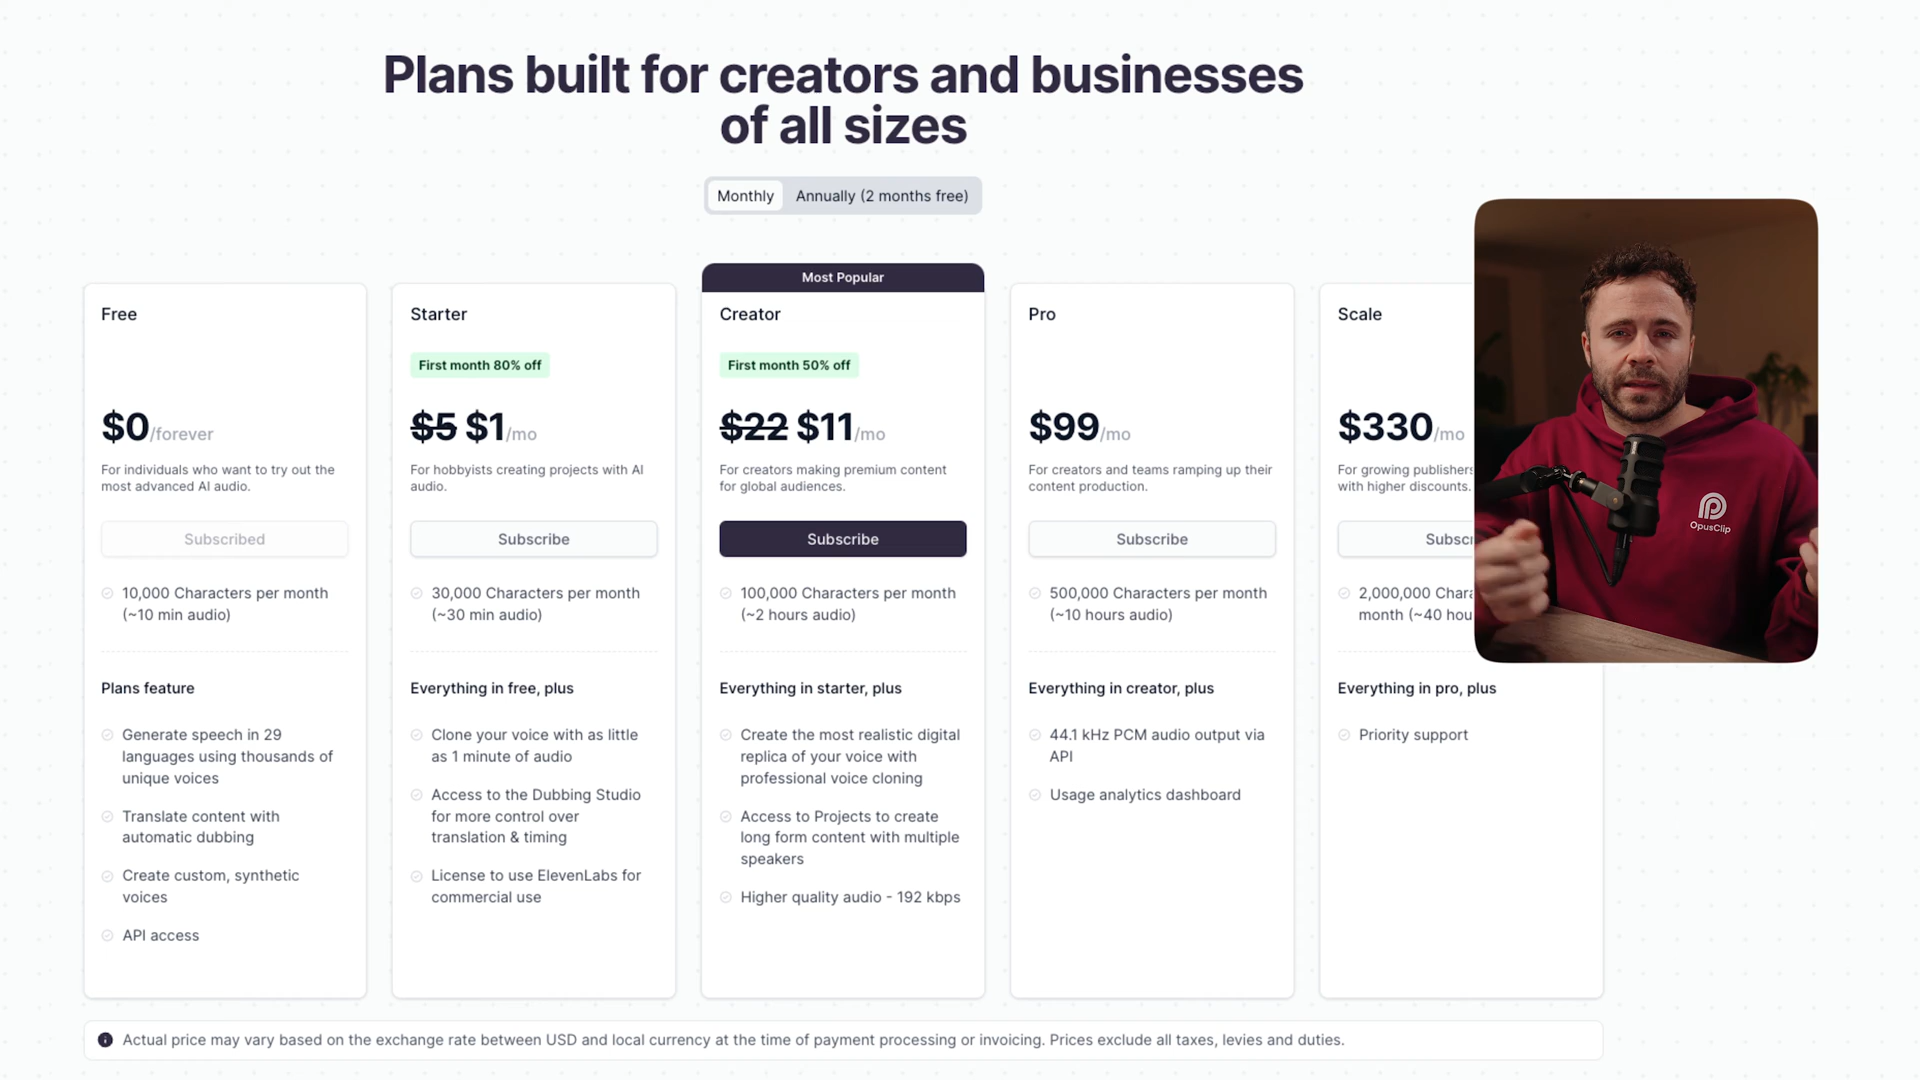 Plans built for creators and businesses
of all sizes
Monthly
Annually (2 months free)
Free
$0/forever
For individuals who want to try out the
most advanced AI audio.
Subscribed
10,000 Characters per month
(~10 min audio)
Plans feature
Generate speech in 29
languages using thousands of
unique voices
Translate content with
automatic dubbing
Create custom, synthetic
voices
API access
Starter
First month 80% off
$5 $1/mo
For hobbyists creating projects with AI
audio.
Subscribe
30,000 Characters per month
(~30 min audio)
Everything in free, plus
Clone your voice with as little
as 1 minute of audio
Access to the Dubbing Studio
for more control over
translation & timing
License to use ElevenLabs for
commercial use
Most Popular
Creator
First month 50% off
$22 $11/mo
For creators making premium content
for global audiences.
Subscribe
100,000 Characters per month
(~2 hours audio)
Everything in starter, plus
Create the most realistic digital
replica of your voice with
professional voice cloning
Access to Projects to create
long form content with multiple
speakers
Higher quality audio - 192 kbps
Pro
$99/mo
For creators and teams ramping up their
content production.
Subscribe
500,000 Characters per month
(~10 hours audio)
Everything in creator, plus
44.1 kHz PCM audio output via
API
Usage analytics dashboard
Scale
$330/mo
For growing publishers
with higher discounts.
2,000,000
month (~40
Everything in pro, plus
Priority support
OpusClip
Actual price may vary based on the exchange rate between USD and local currency at the time of payment processing or invoicing. Prices exclude all taxes, levies and duties.